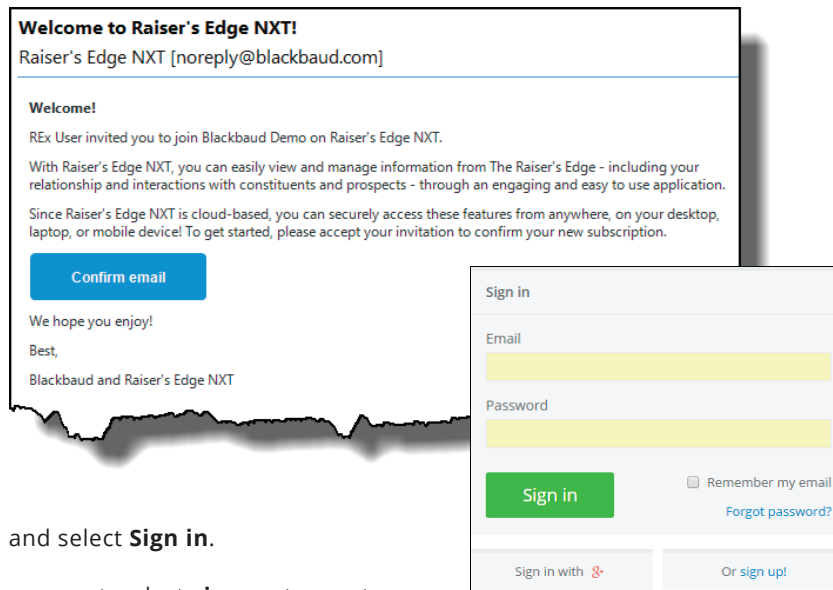 Welcome to Raiser's Edge NXT!
Raiser's Edge NXT [noreply@blackbaud.com]
Welcome!
REx User invited you to join Blackbaud Demo on Raiser's Edge NXT.
With Raiser's Edge NXT, you can easily view and manage information from The Raiser's Edge - including your
relationship and interactions with constituents and prospects - through an engaging and easy to use application.
Since Raiser's Edge NXT is cloud-based, you can securely access these features from anywhere, on your desktop,
laptop, or mobile device! To get started, please accept your invitation to confirm your new subscription.
Confirm email
We hope you enjoy!
Best,
Blackbaud and Raiser's Edge NXT
Sign in
Email
Password
Sign in
Remember my email
Forgot password?
Sign in with g+
Or sign up!
and select Sign in.